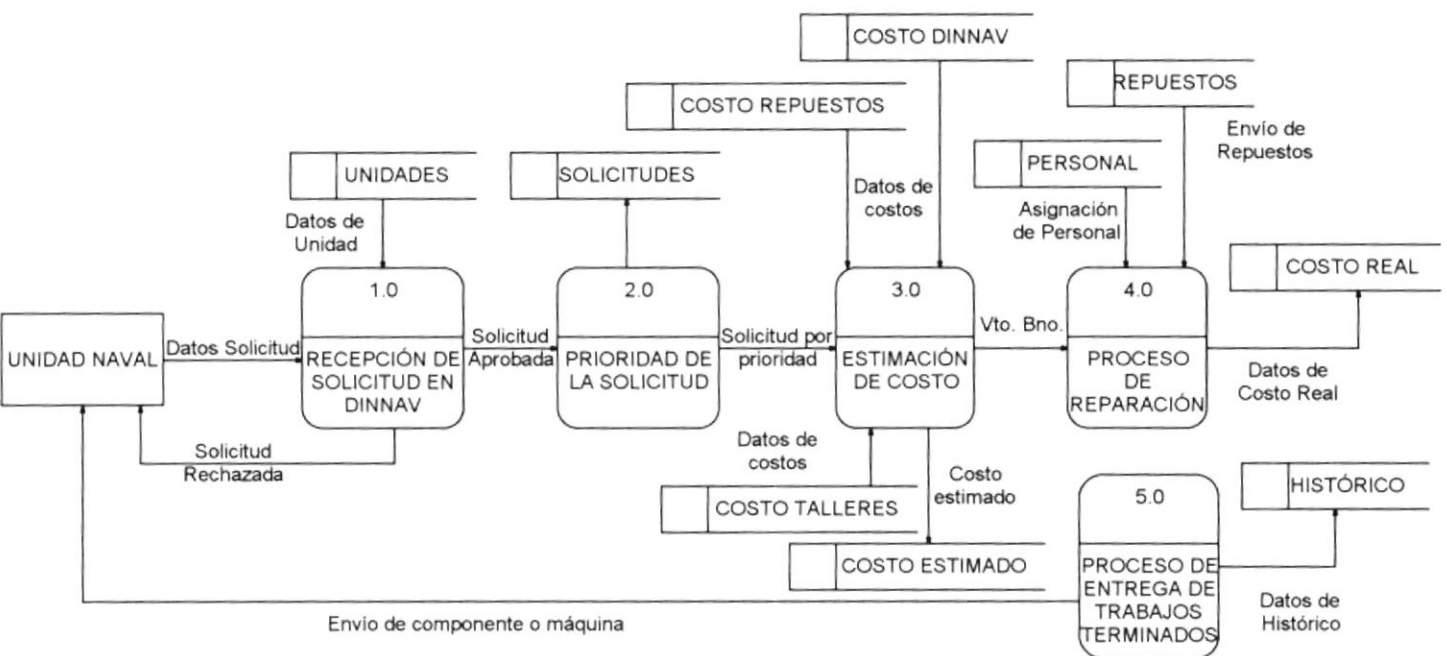 COSTO DINNAV
COSTO REPUESTOS
REPUESTOS
Envío de
Repuestos
UNIDADES
SOLICITUDES
PERSONAL
Datos de
Unidad
Datos de
costos
Asignación
de Personal
COSTO REAL
1.0
2.0
3.0
4.0
UNIDAD NAVAL
Datos Solicitud
RECEPCIÓN DE
SOLICITUD EN
DINNAV
Solicitud
Aprobada
PRIORIDAD DE
LA SOLICITUD
Solicitud por
prioridad
ESTIMACIÓN
DE COSTO
Vto. Bno.
PROCESO
DE
REPARACIÓN
Datos de
Costo Real
Solicitud
Rechazada
Datos de
costos
Costo
estimado
COSTO TALLERES
COSTO ESTIMADO
5.0
PROCESO DE
ENTREGA DE
TRABAJOS
TERMINADOS
HISTÓRICO
Datos de
Histórico
Envío de componente o máquina